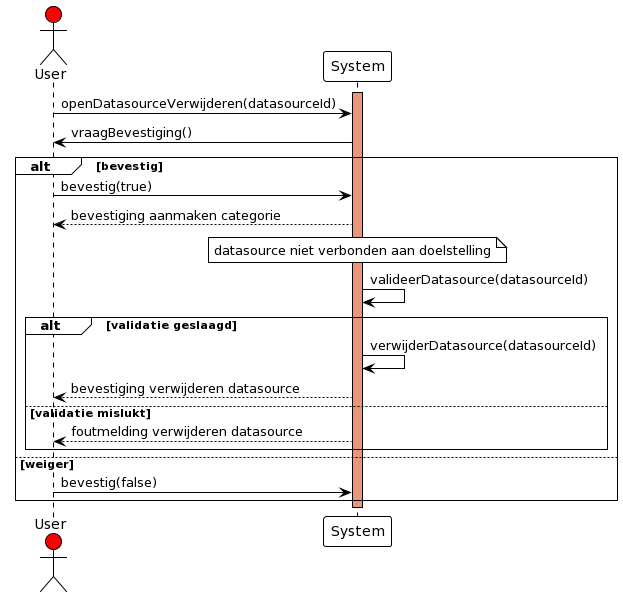 User
System
openDatasourceVerwijderen(datasourceId)
vraagBevestiging()
alt [bevestig]
bevestig(true)
bevestiging aanmaken categorie
datasource niet verbonden aan doelstelling
valideerDatasource(datasourceId)
alt [validatie geslaagd]
verwijderDatasource(datasourceId)
bevestiging verwijderen datasource
[validatie mislukt]
foutmelding verwijderen datasource
[weiger]
bevestig(false)
User
System